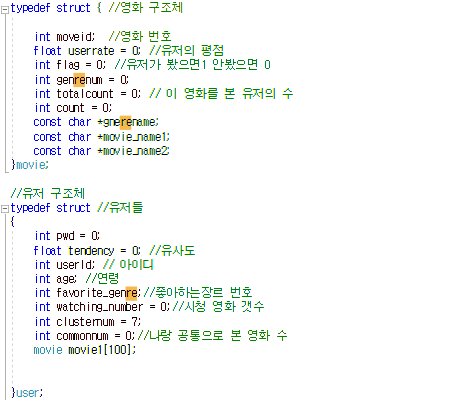 typedef struct { //영화 구조체
int moveid;  //영화 번호
float userrate = 0; //유저의 평점
int flag = 0; //유저가 봤으면1 안봤으면 0
int genrenum = 0;
int totalcount = 0; // 이 영화를 본 유저의 수
int count = 0;
const char *gnerename;
const char *movie_name1;
const char *movie_name2;
}movie;
//유저 구조체
typedef struct //유저들
{
int pwd = 0;
float tendency = 0; //유사도
int userid; // 아이디
int age; //연령
int favorite_genre;//좋아하는장르 번호
int watching_number = 0;//시청 영화 갯수
int clusternum = 7;
int commonnum = 0;//나랑 공통으로 본 영화 수
movie movie1[100];
}user;